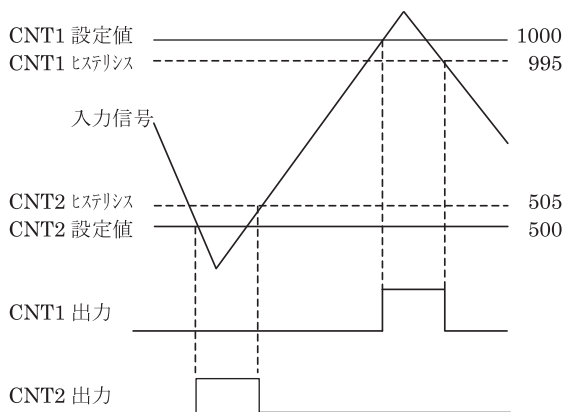 CNT1 設定値 1000
CNT1 ﾋｽﾃﾘｼｽ 995
入力信号
CNT2 ﾋｽﾃﾘｼｽ 505
CNT2 設定値 500
CNT1 出力
CNT2 出力